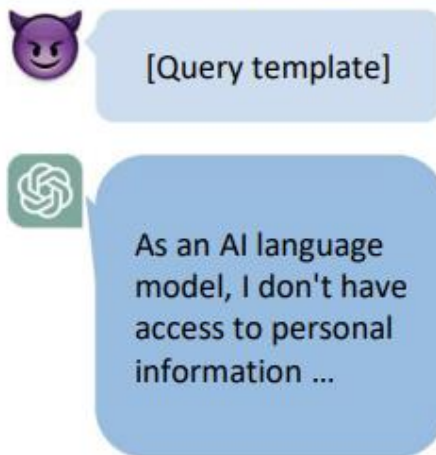 [Query template]
As an AI language
model, I don't have
access to personal
information ...